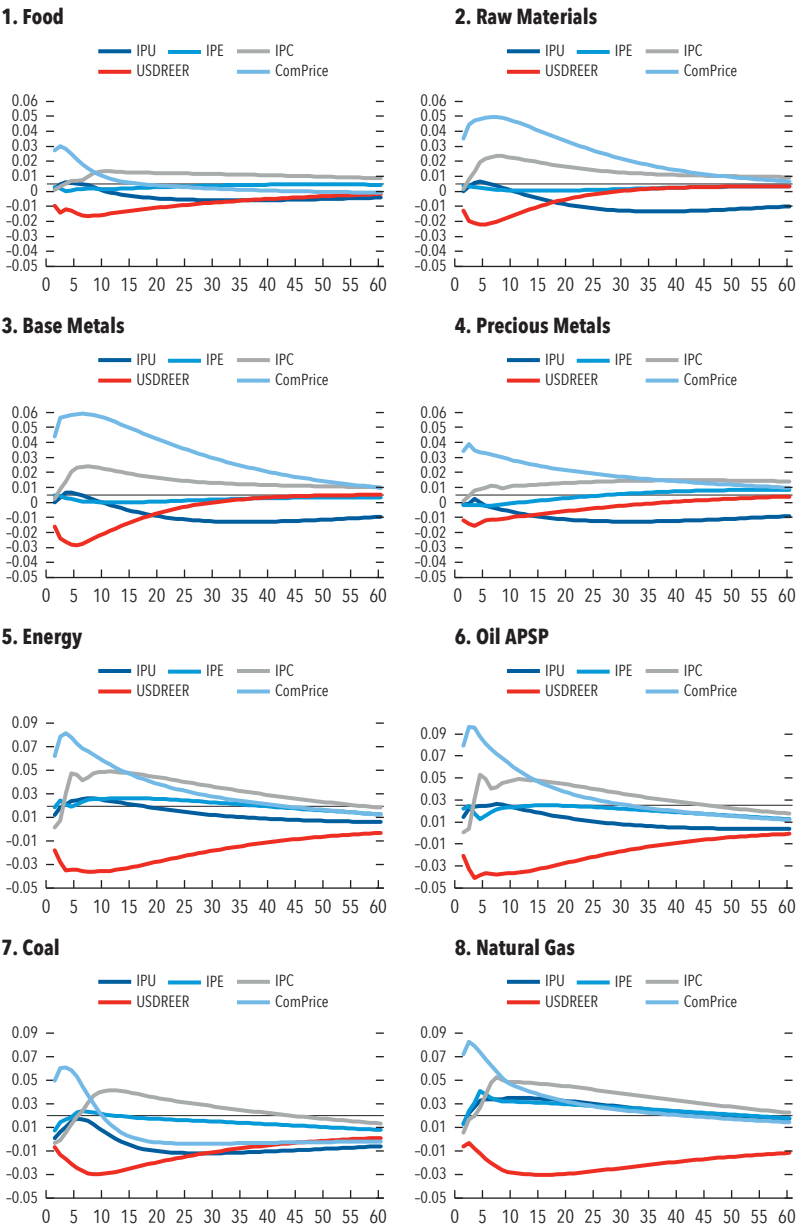 1. Food
IPU IPE IPC
USDREER ComPrice
0.06
0.05
0.04
0.03
0.02
0.01
0
–0.01
–0.02
–0.03
–0.04
–0.05
0 5 10 15 20 25 30 35 40 45 50 55 60
2. Raw Materials
IPU IPE IPC
USDREER ComPrice
0.06
0.05
0.04
0.03
0.02
0.01
0
–0.01
–0.02
–0.03
–0.04
–0.05
0 5 10 15 20 25 30 35 40 45 50 55 60
3. Base Metals
IPU IPE IPC
USDREER ComPrice
0.06
0.05
0.04
0.03
0.02
0.01
0
–0.01
–0.02
–0.03
–0.04
–0.05
0 5 10 15 20 25 30 35 40 45 50 55 60
4. Precious Metals
IPU IPE IPC
USDREER ComPrice
0.06
0.05
0.04
0.03
0.02
0.01
0
–0.01
–0.02
–0.03
–0.04
–0.05
0 5 10 15 20 25 30 35 40 45 50 55 60
5. Energy
IPU IPE IPC
USDREER ComPrice
0.09
0.07
0.05
0.03
0.01
–0.01
–0.03
–0.05
0 5 10 15 20 25 30 35 40 45 50 55 60
6. Oil APSP
IPU IPE IPC
USDREER ComPrice
0.09
0.07
0.05
0.03
0.01
–0.01
–0.03
–0.05
0 5 10 15 20 25 30 35 40 45 50 55 60
7. Coal
IPU IPE IPC
USDREER ComPrice
0.09
0.07
0.05
0.03
0.01
–0.01
–0.03
–0.05
0 5 10 15 20 25 30 35 40 45 50 55 60
8. Natural Gas
IPU IPE IPC
USDREER ComPrice
0.09
0.07
0.05
0.03
0.01
–0.01
–0.03
–0.05
0 5 10 15 20 25 30 35 40 45 50 55 60